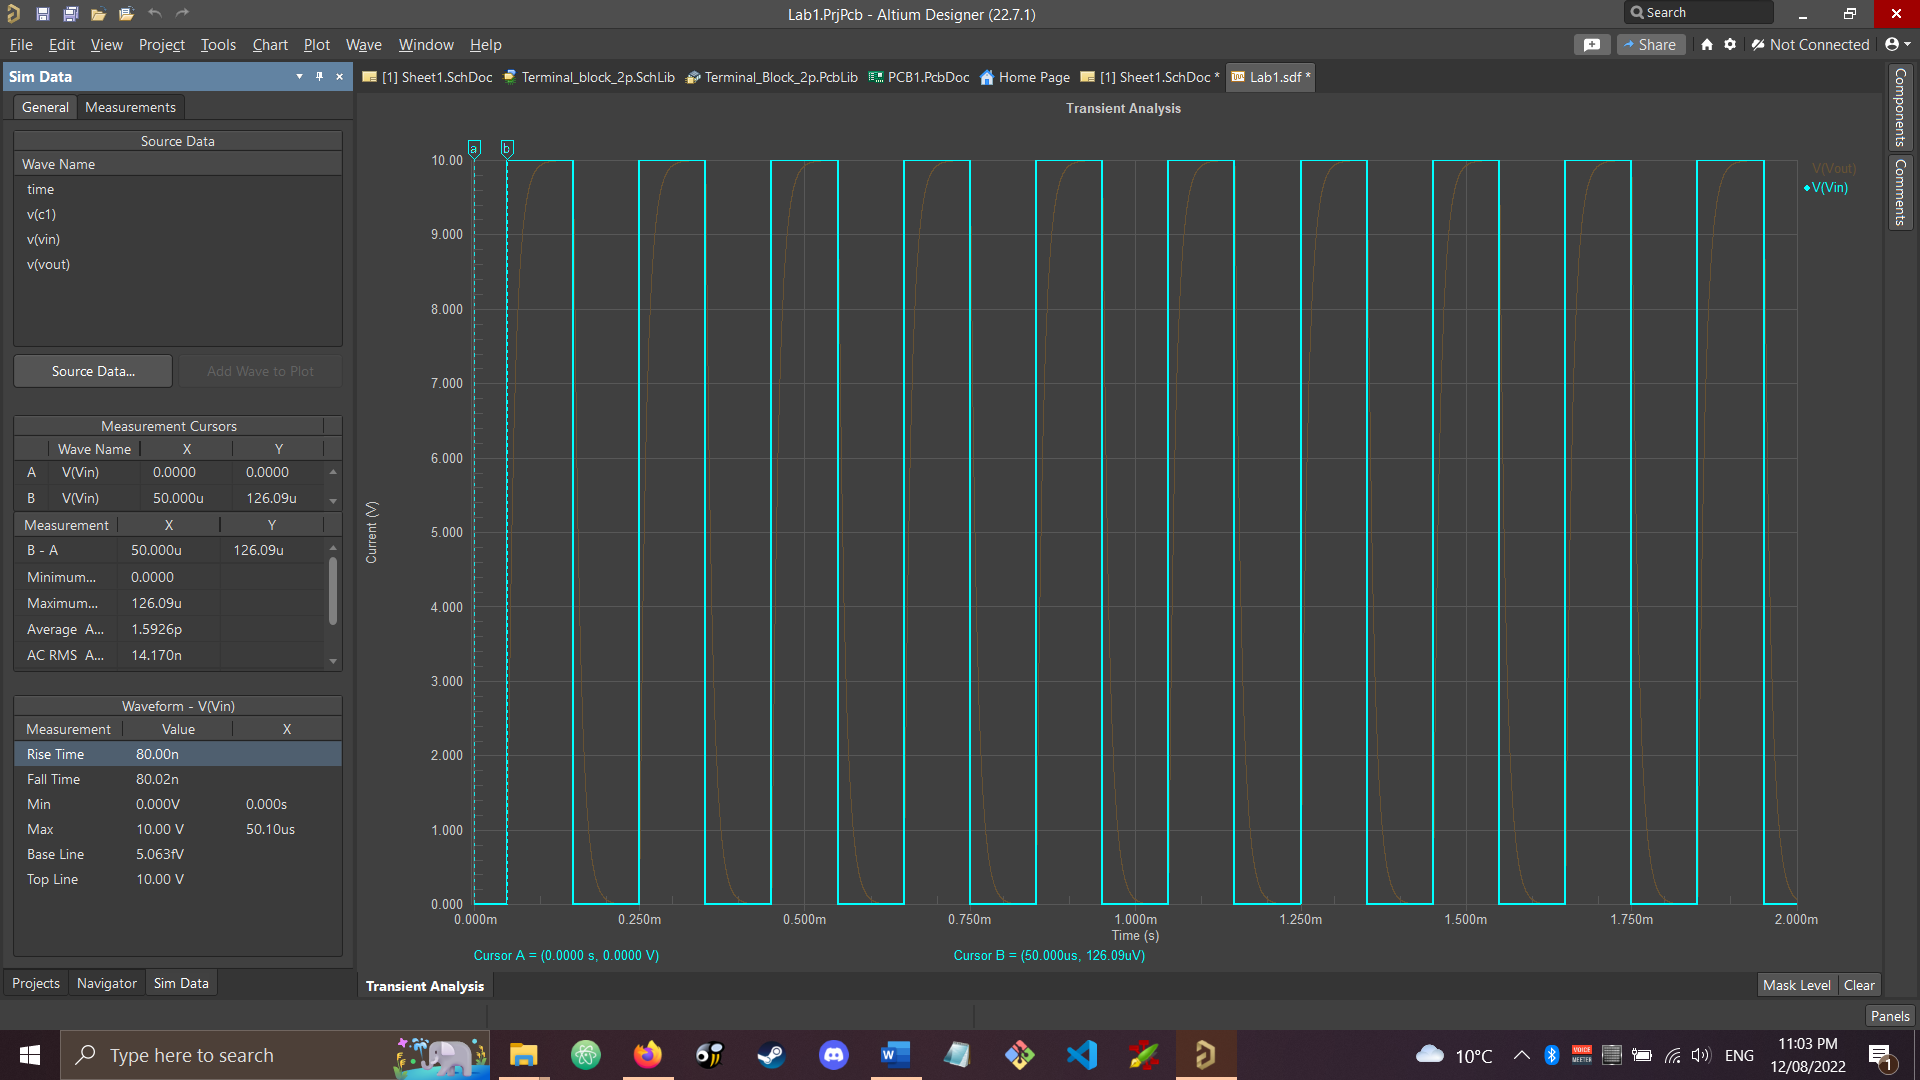 Lab1.PrjPcb - Altium Designer (22.7.1)
Search
File Edit View Project Tools Chart Plot Wave Window Help
Share
Not Connected
Sim Data
[1] Sheet1.SchDoc
Terminal_block_2p.SchLib
Terminal_Block_2p.PcbLib
PCB1.PcbDoc
Home Page
[1] Sheet1.SchDoc *
Lab1.sdf *
General Measurements
Source Data
Wave Name
time
v(c1)
v(vin)
v(vout)
Source Data...
Add Wave to Plot
Measurement Cursors
Wave Name X Y
A V(Vin) 0.0000 0.0000
B V(Vin) 50.000u 126.09u
Measurement X Y
B - A 50.000u 126.09u
Minimum... 0.0000
Maximum... 126.09u
Average A... 1.5926p
AC RMS A... 14.170n
Waveform - V(Vin)
Measurement Value X
Rise Time 80.00n
Fall Time 80.02n
Min 0.000V 0.000s
Max 10.00 V 50.10us
Base Line 5.063fV
Top Line 10.00 V
Projects Navigator Sim Data
Transient Analysis
a b
10.00
9.000
8.000
7.000
6.000
5.000
4.000
3.000
2.000
1.000
0.000
Current (V)
V(Vout)
V(Vin)
0.000m 0.250m 0.500m 0.750m 1.000m 1.250m 1.500m 1.750m 2.000m
Time (s)
Cursor A = (0.0000 s, 0.0000 V)
Cursor B = (50.000us, 126.09uV)
Transient Analysis
Mask Level Clear
Components
Comments
Panels
Type here to search
W
VOICE
MEETER
10°C
ENG
11:03 PM
12/08/2022
1